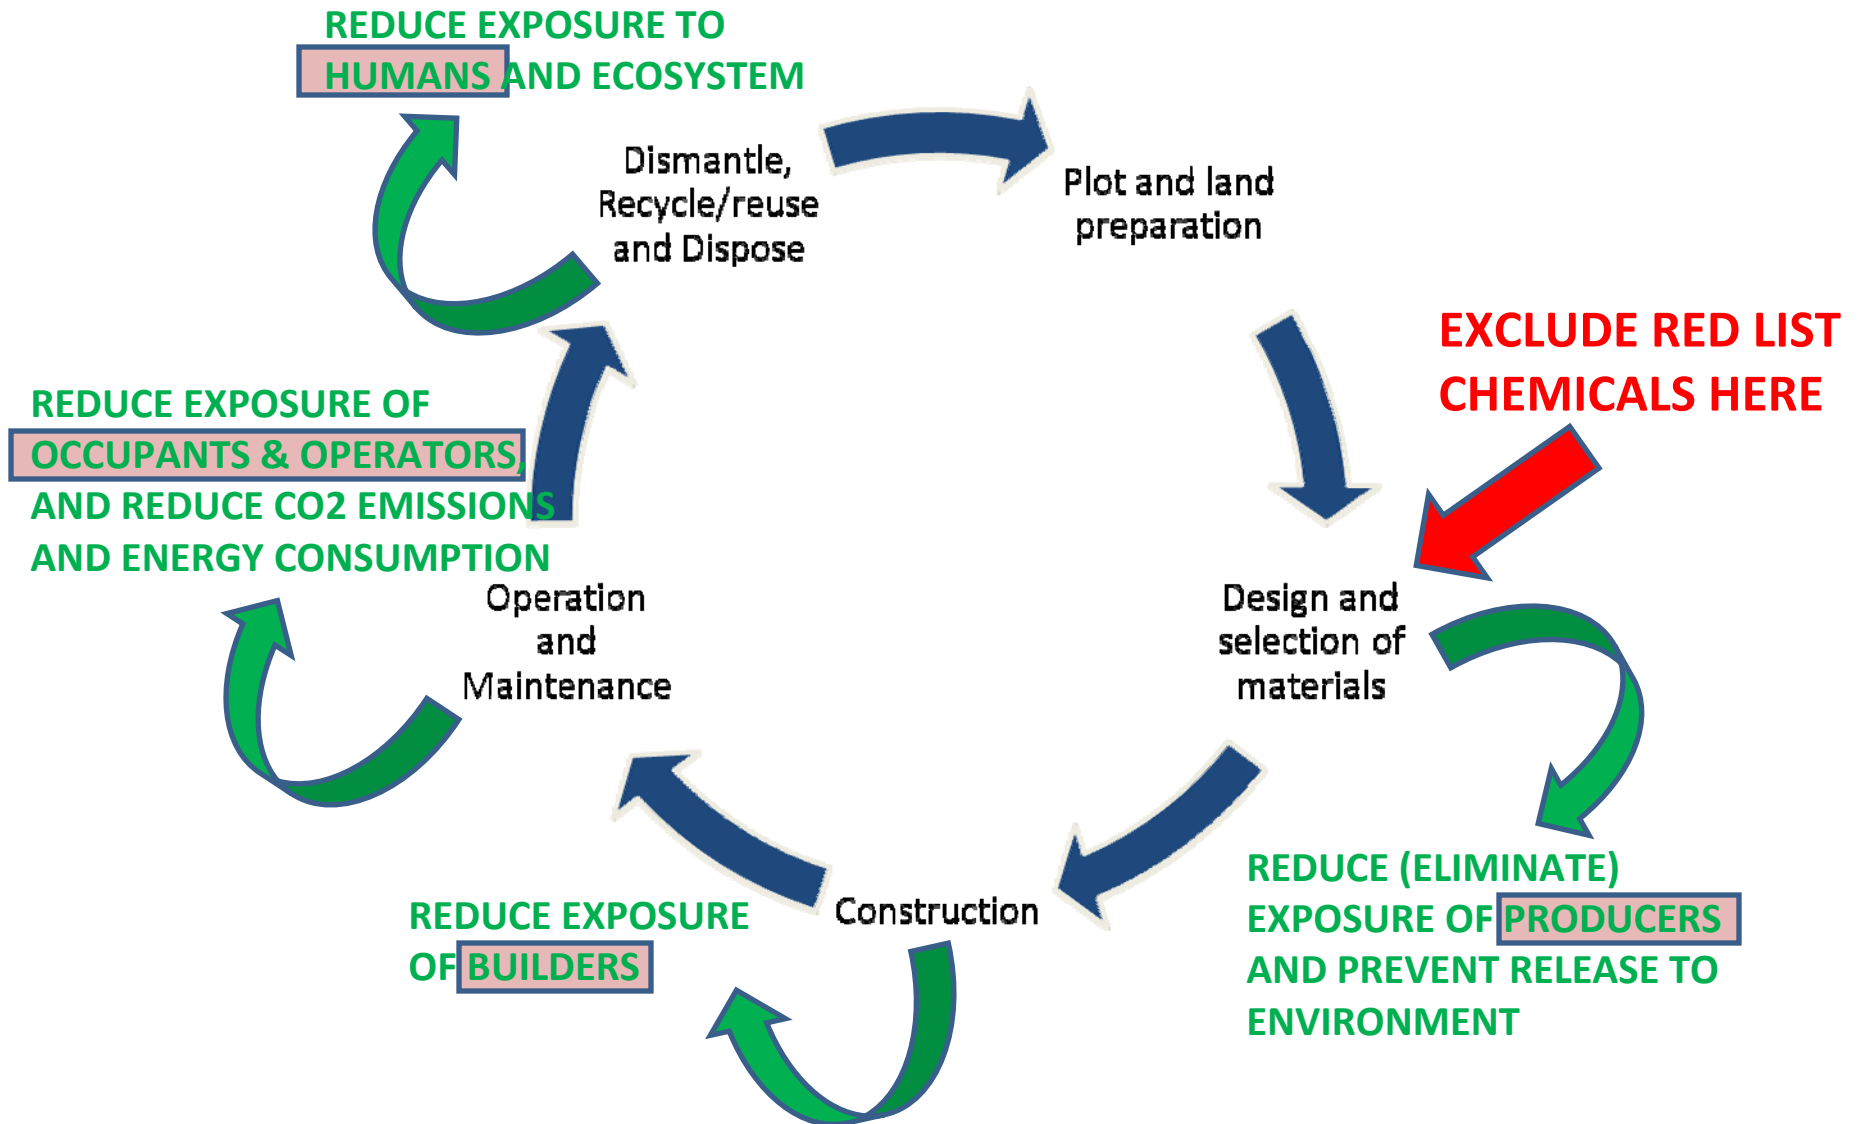 REDUCE EXPOSURE TO
HUMANS AND ECOSYSTEM
Dismantle,
Recycle/reuse
and Dispose
Plot and land
preparation
EXCLUDE RED LIST
CHEMICALS HERE
REDUCE EXPOSURE OF
OCCUPANTS & OPERATORS,
AND REDUCE CO2 EMISSIONS
AND ENERGY CONSUMPTION
Operation
and
Maintenance
Design and
selection of
materials
REDUCE (ELIMINATE)
EXPOSURE OF PRODUCERS
AND PREVENT RELEASE TO
ENVIRONMENT
Construction
REDUCE EXPOSURE
OF BUILDERS